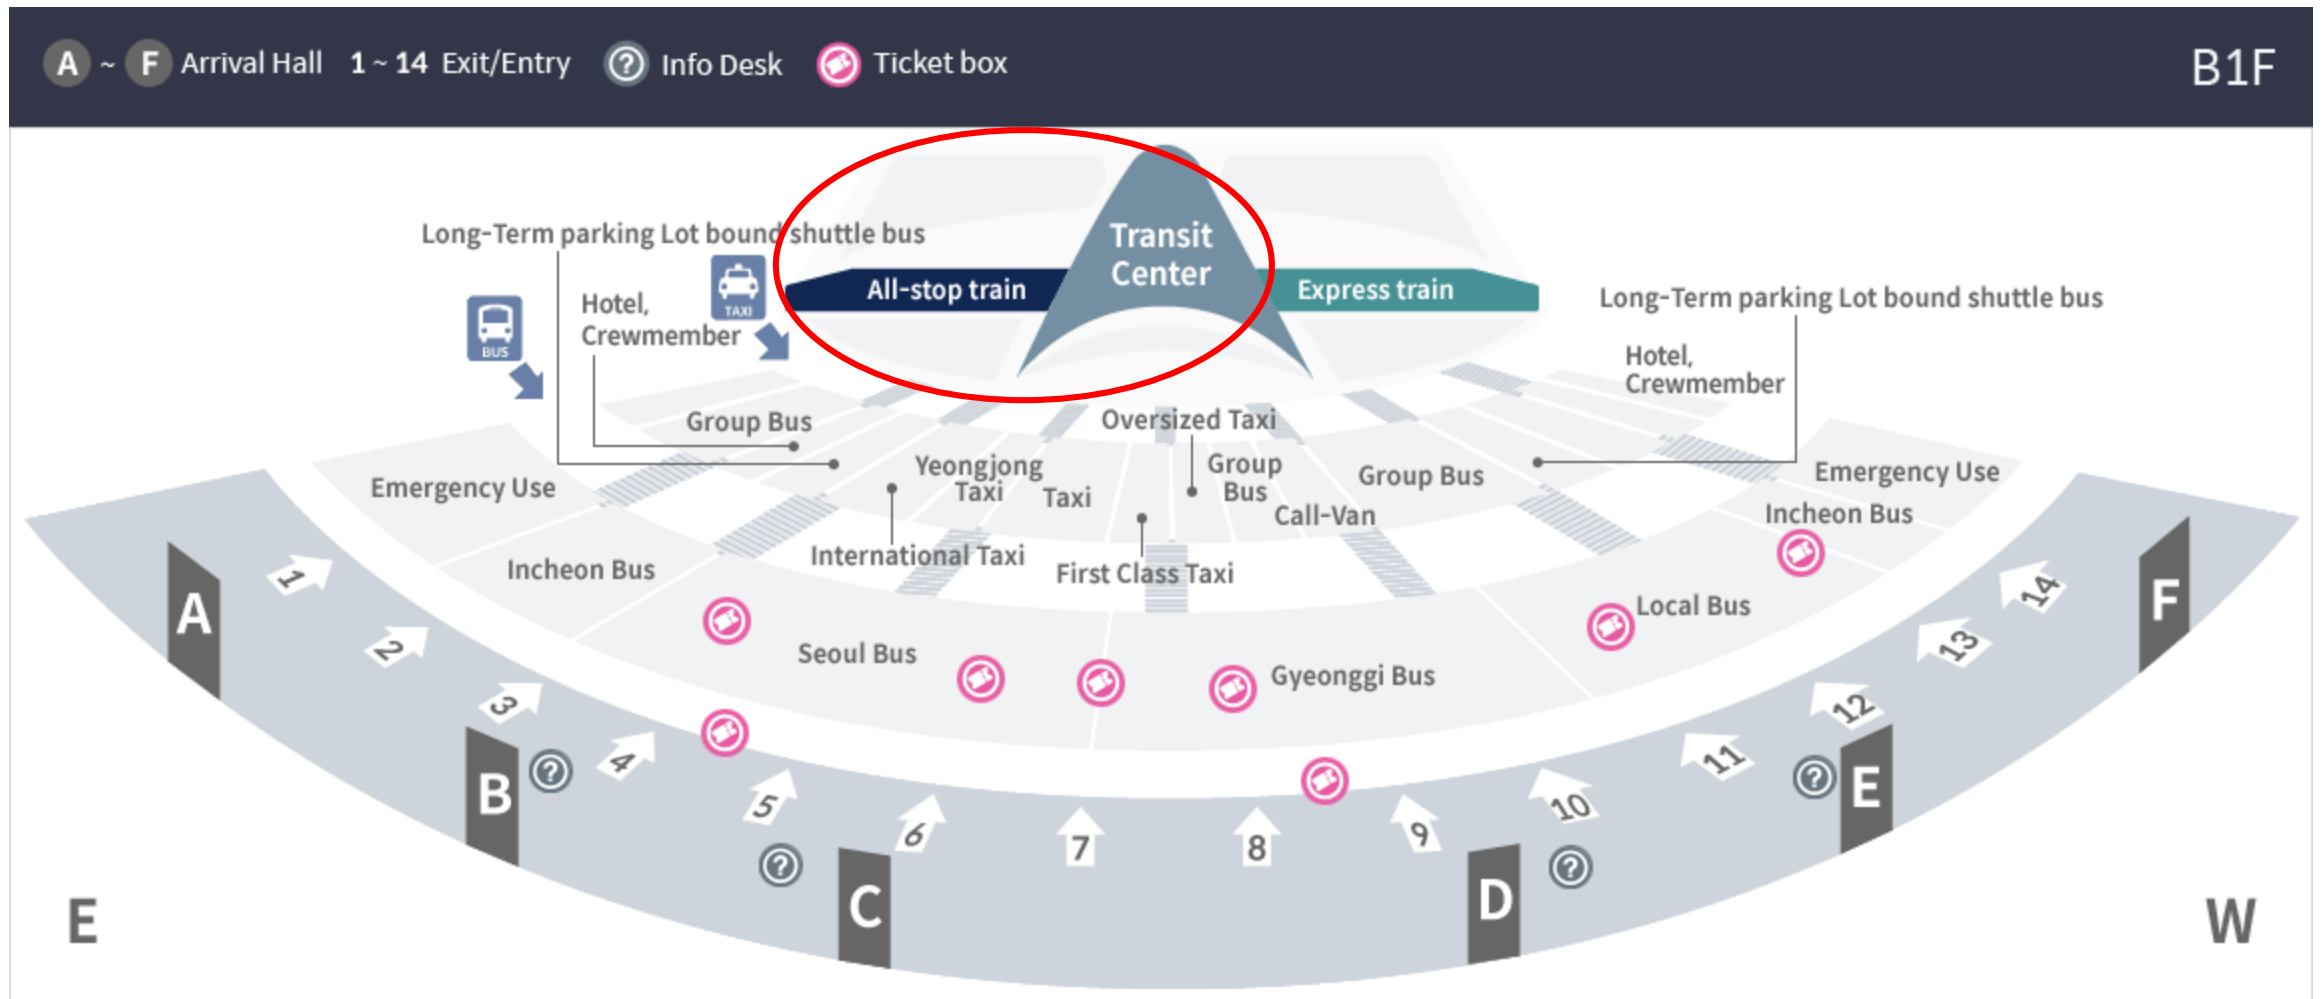 A ~ F Arrival Hall 1 ~ 14 Exit/Entry ? Info Desk Ticket box B1F
Transit
Center
Long-Term parking Lot bound shuttle bus
All-stop train
Express train
TAXI
BUS
Hotel,
Crewmember
Long-Term parking Lot bound shuttle bus
Hotel,
Crewmember
Group Bus
Oversized Taxi
Emergency Use
Yeongjong
Taxi
Taxi
Group
Bus
Group Bus
Emergency Use
Call-Van
Incheon Bus
International Taxi
First Class Taxi
Incheon Bus
Local Bus
Seoul Bus
Gyeonggi Bus
A
1
2
3
B
?
4
5
?
C
6
7
8
9
D
10
?
11
?
E
12
13
14
F
E
W